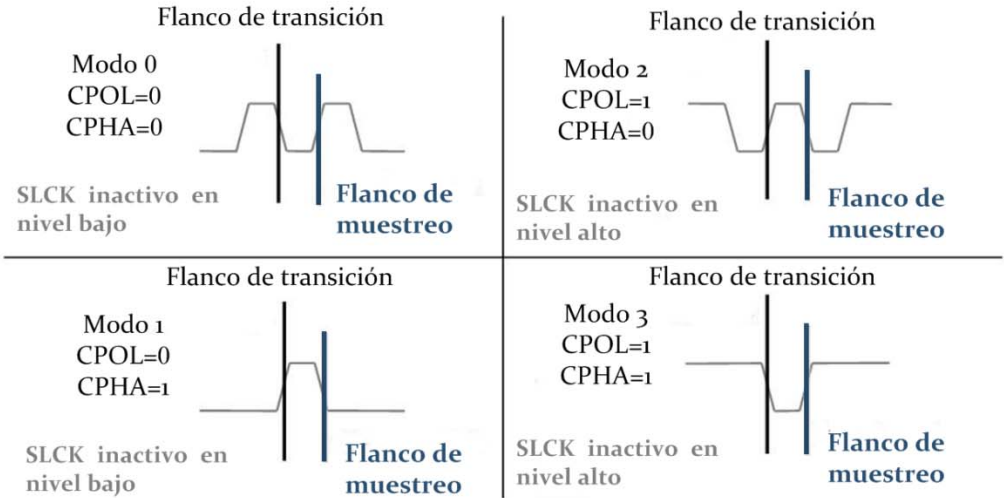 Flanco de transición
Modo 0
CPOL=0
CPHA=0
SLCK inactivo en
nivel bajo
Flanco de
muestreo
Flanco de transición
Modo 2
CPOL=1
CPHA=0
SLCK inactivo en
nivel alto
Flanco de
muestreo
Flanco de transición
Modo 1
CPOL=0
CPHA=1
SLCK inactivo en
nivel bajo
Flanco de
muestreo
Flanco de transición
Modo 3
CPOL=1
CPHA=1
SLCK inactivo en
nivel alto
Flanco de
muestreo